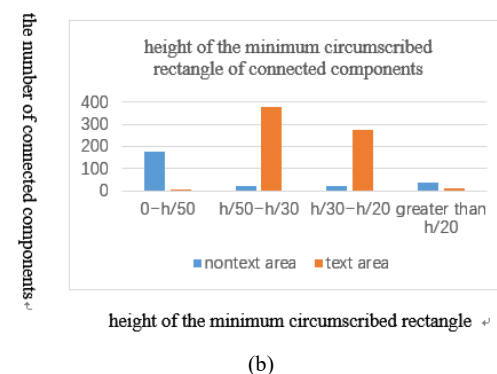 the number of connected components
height of the minimum circumscribed
rectangle of connected components
400
300
200
100
0
0-h/50 h/50-h/30 h/30-h/20 greater than
h/20
nontext area text area
height of the minimum circumscribed rectangle
(b)